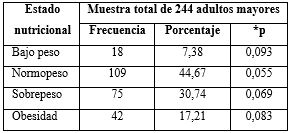 Estado nutricional Muestra total de 244 adultos mayores
Frecuencia Porcentaje *p
Bajo peso 18 7,38 0,093
Normopeso 109 44,67 0,055
Sobrepeso 75 30,74 0,069
Obesidad 42 17,21 0,083